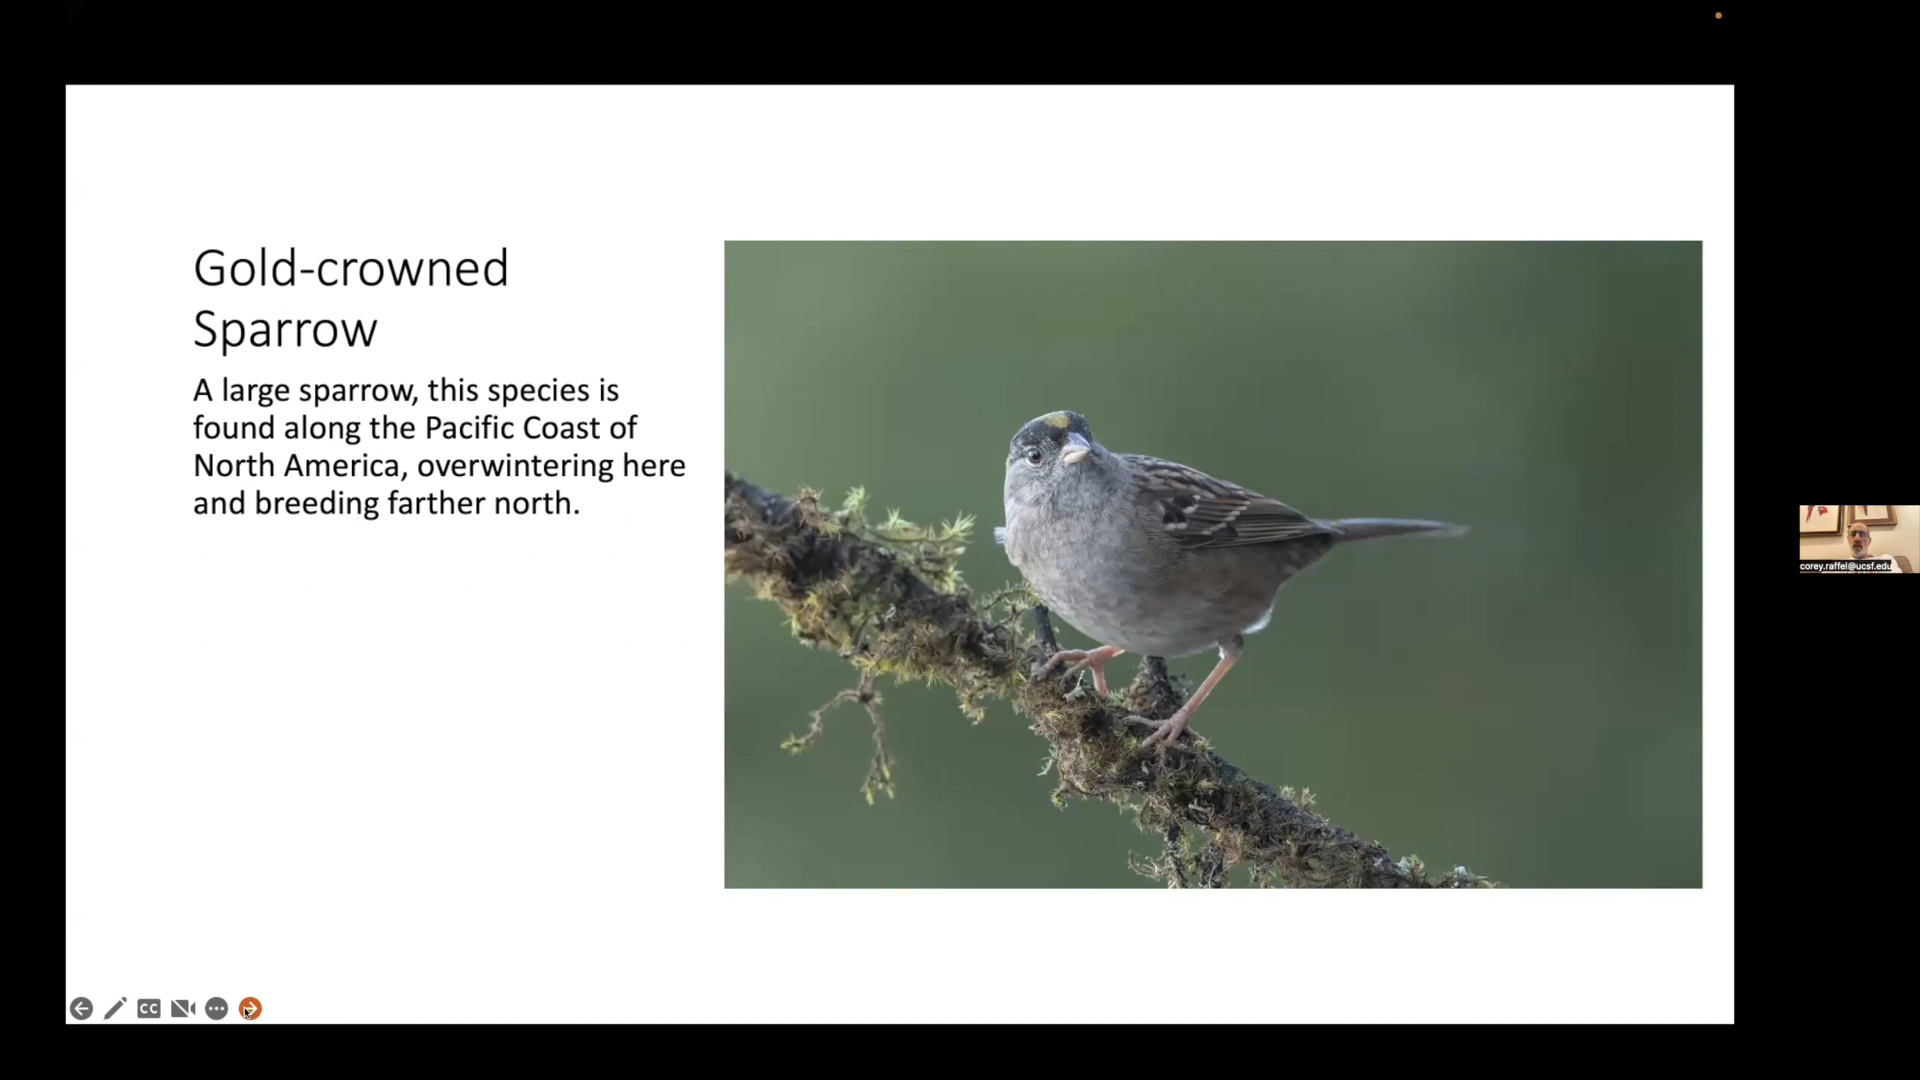 Gold-crowned
Sparrow
A large sparrow, this species is
found along the Pacific Coast of
North America, overwintering here
and breeding farther north.
corey.raffel@ucsf.edu
CC